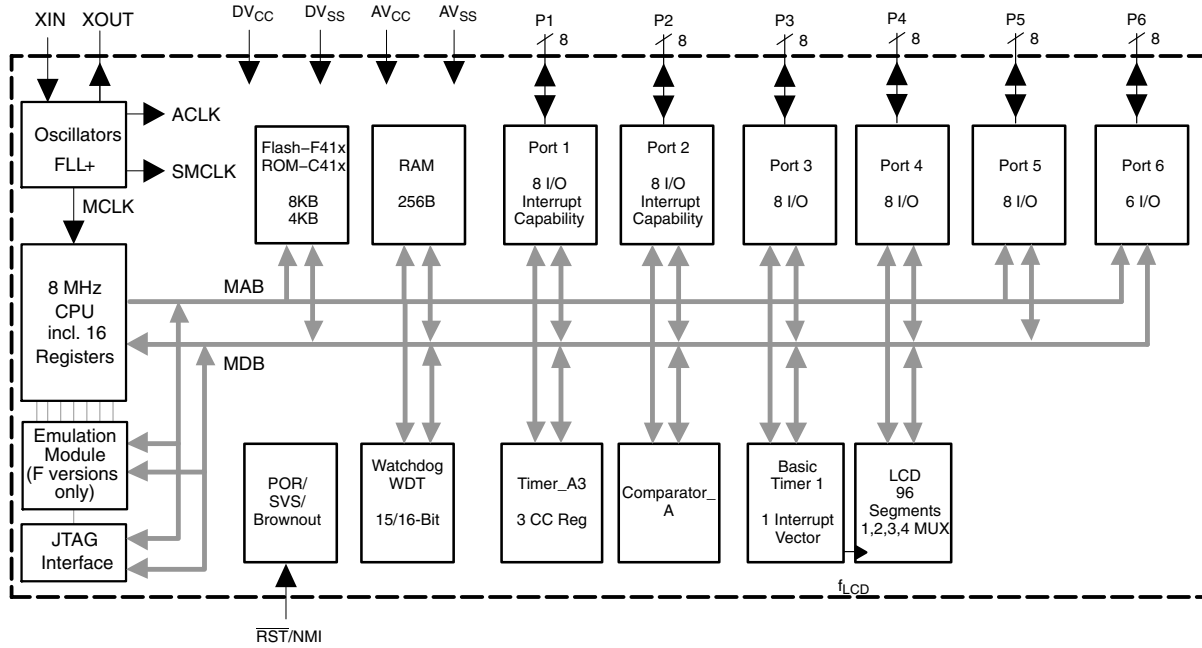 XIN XOUT DVCC DVSS AVCC AVSS P1 P2 P3 P4 P5 P6
8 8 8 8 8 8
Oscillators
FLL+
ACLK
SMCLK
MCLK
Flash−F41x
ROM−C41x
8KB
4KB
RAM
256B
Port 1
8 I/O
Interrupt
Capability
Port 2
8 I/O
Interrupt
Capability
Port 3
8 I/O
Port 4
8 I/O
Port 5
8 I/O
Port 6
6 I/O
8 MHz
CPU
incl. 16
Registers
MAB
MDB
Emulation
Module
(F versions
only)
JTAG
Interface
POR/
SVS/
Brownout
Watchdog
WDT
15/16-Bit
Timer_A3
3 CC Reg
Comparator_
A
Basic
Timer 1
1 Interrupt
Vector
LCD
96
Segments
1,2,3,4 MUX
fLCD
RST/NMI